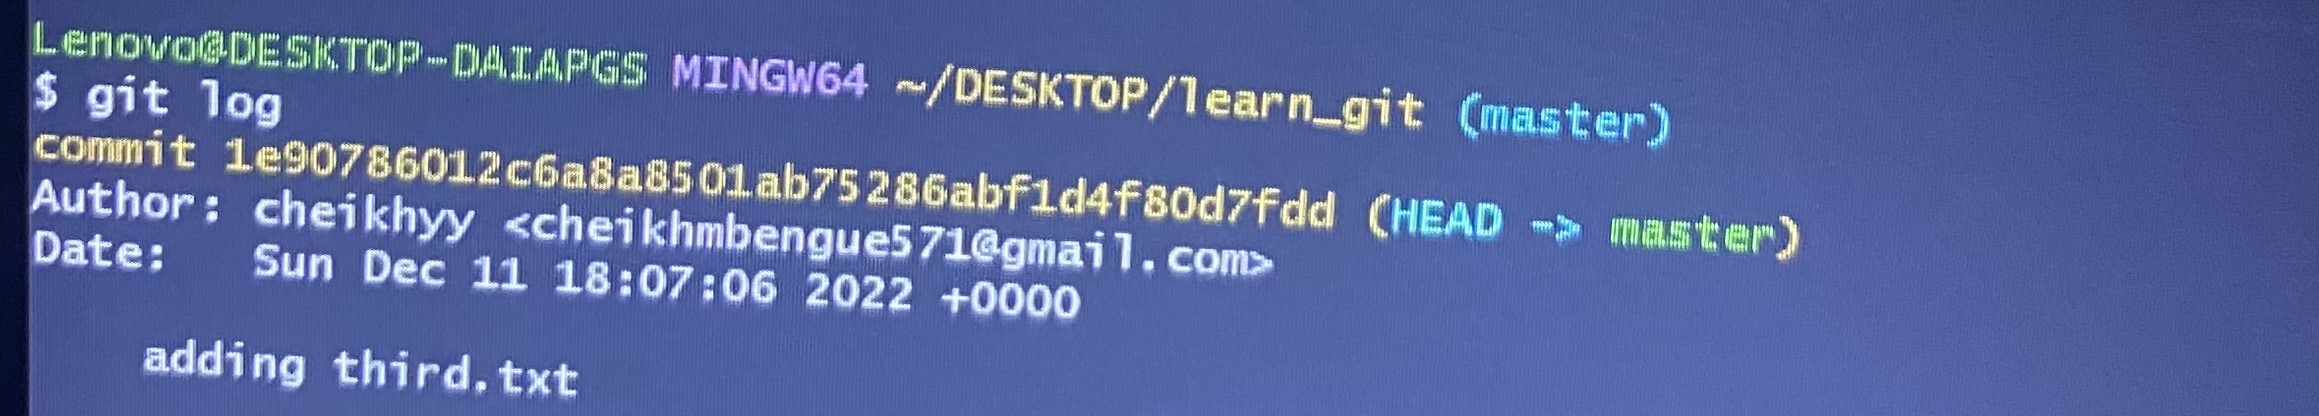 Lenovo@DESKTOP-DAIAPGS MINGW64 ~/DESKTOP/learn_git (master)
$ git log
commit 1e90786012c6a8a8501ab75286abf1d4f80d7fdd (HEAD -> master)
Author: cheikhyy <cheikhmbengue571@gmail.com>
Date:   Sun Dec 11 18:07:06 2022 +0000
    adding third.txt